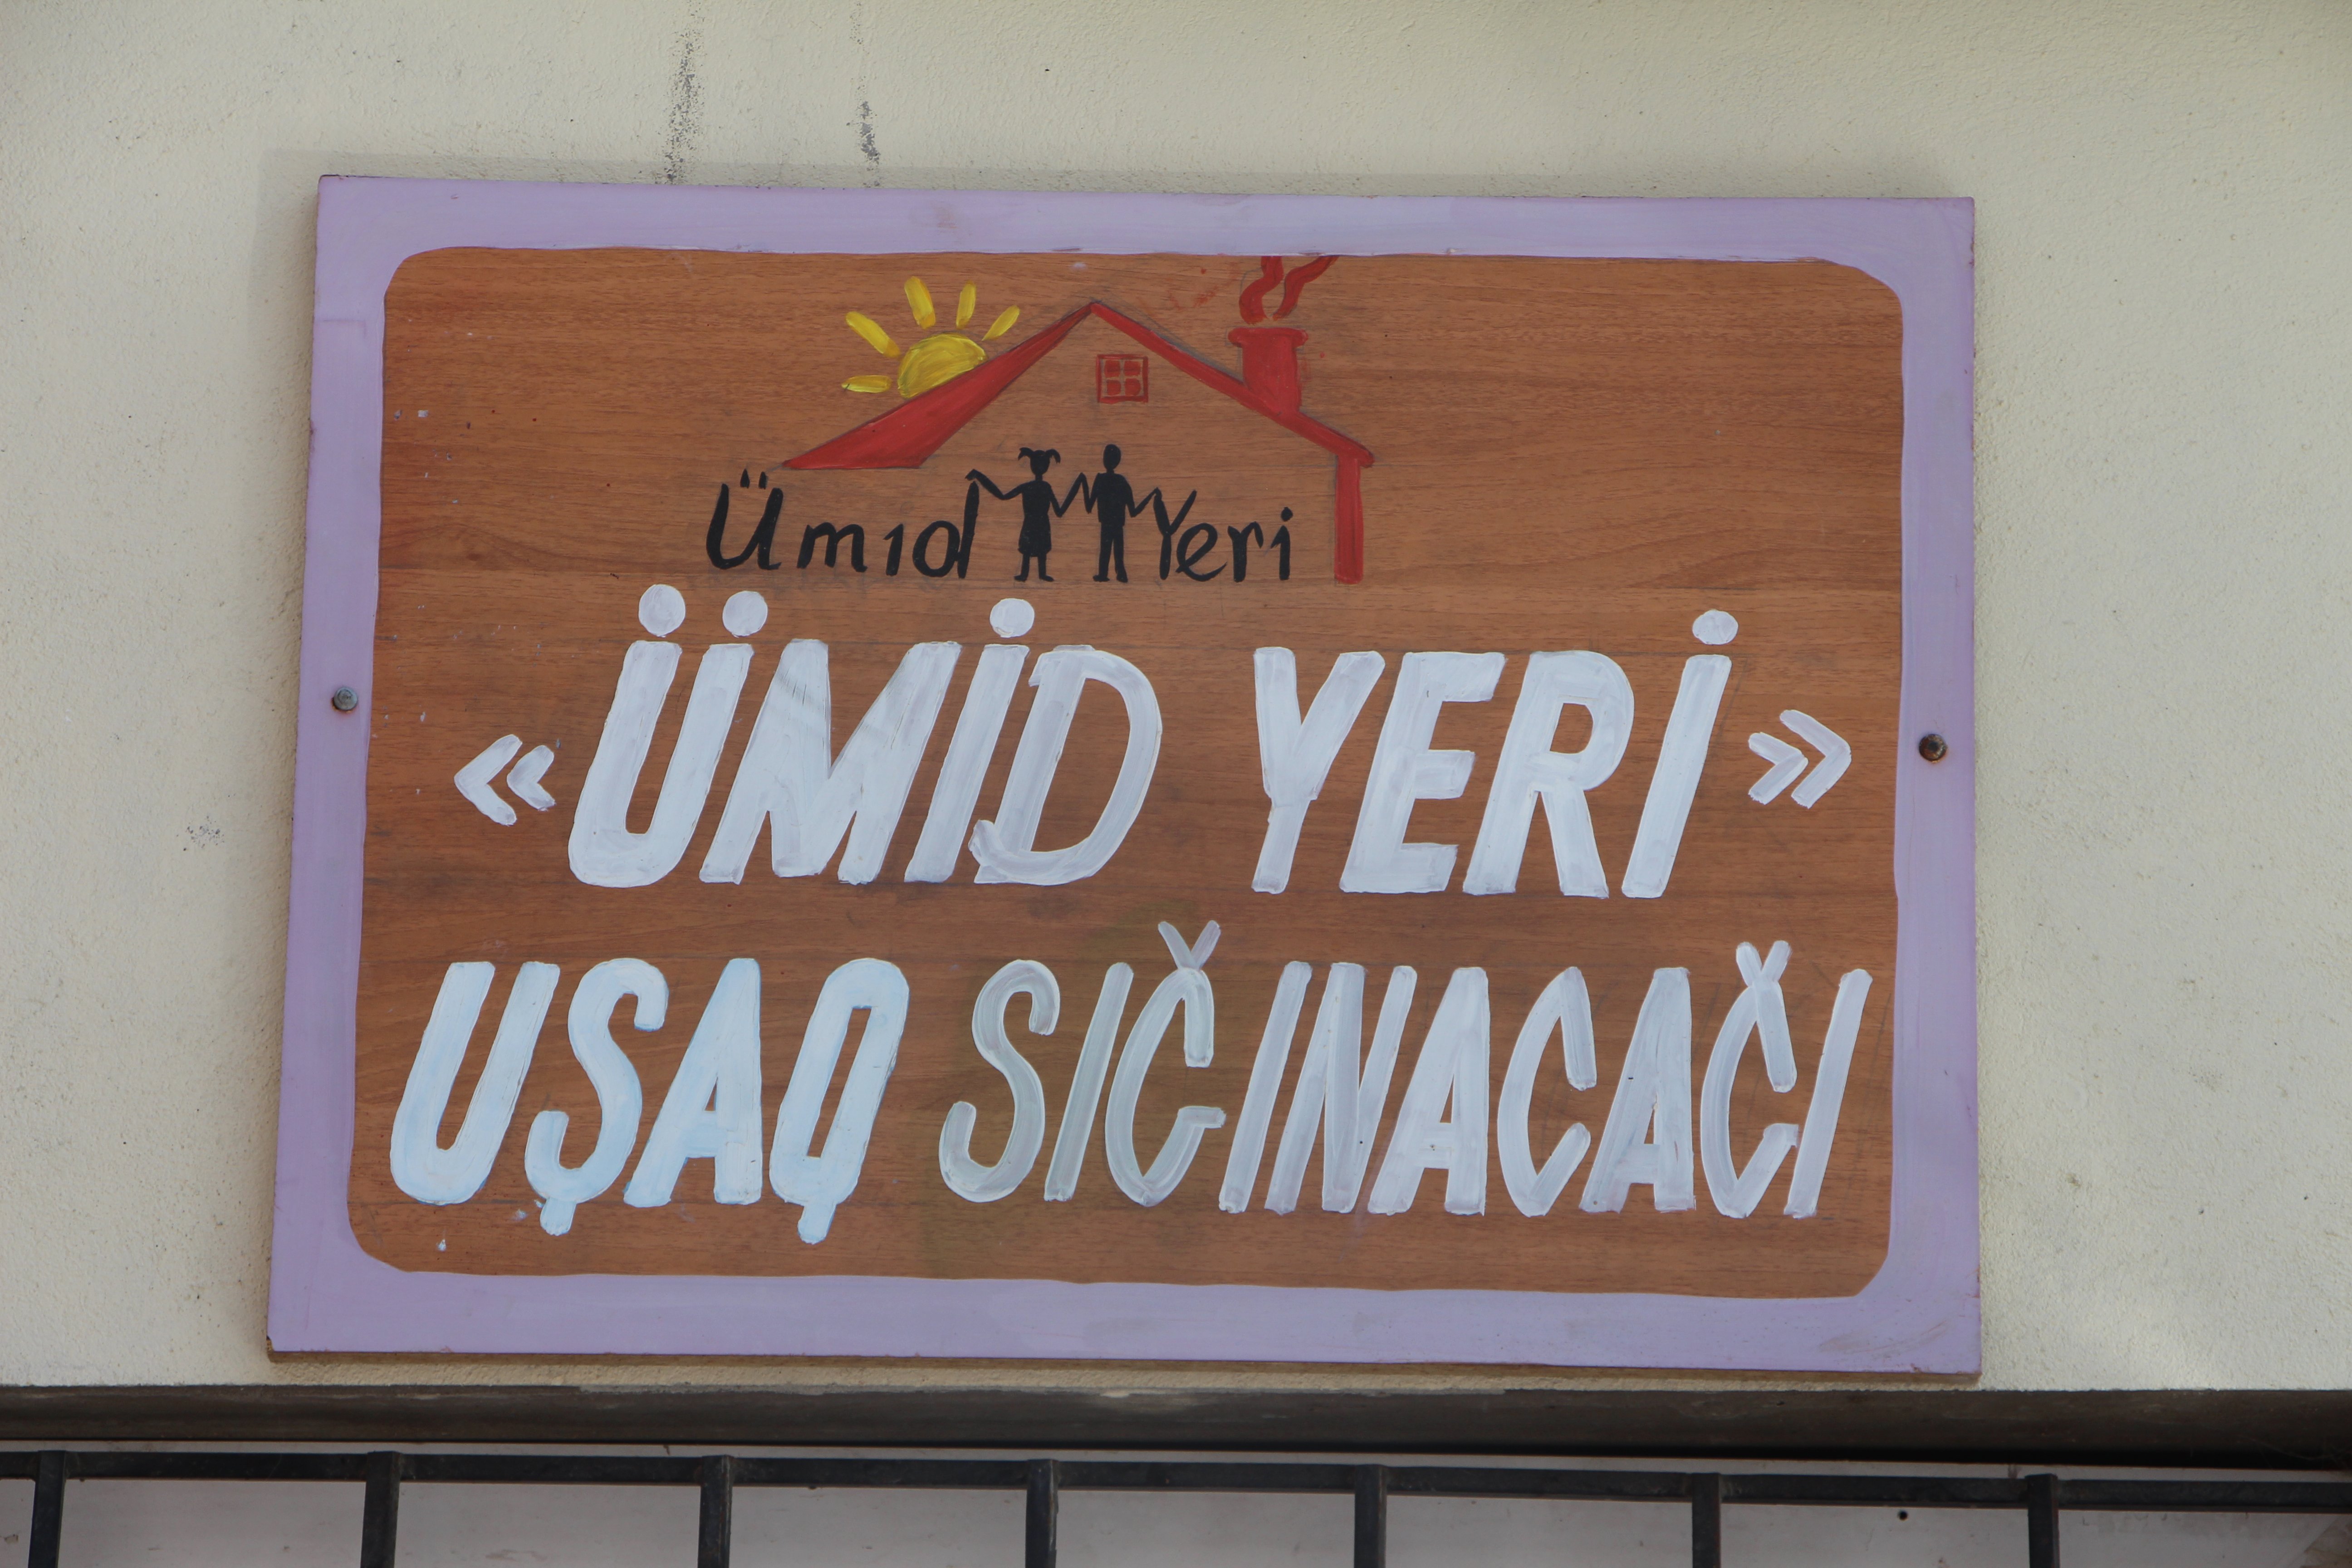 Ümıd Yeri
«ÜMİD YERİ»
UŞAQ SIĞINACAĞI